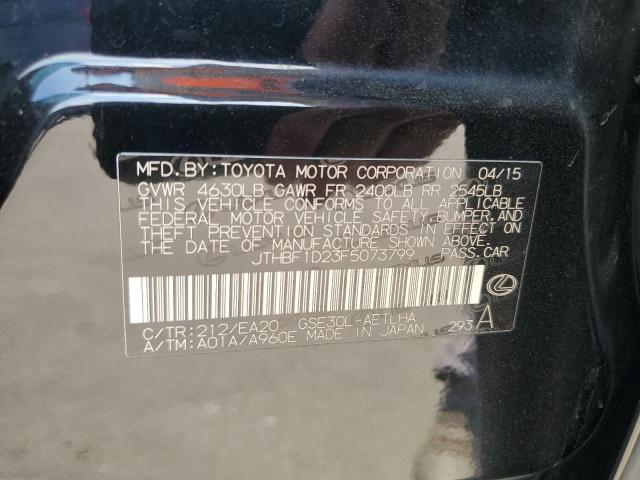 MFD.BY:TOYOTA MOTOR CORPORATION 04/15
GVWR 4630LB GAWR FR 2400LB RR 2545LB
THIS VEHICLE CONFORMS TO ALL APPLICABLE
FEDERAL MOTOR VEHICLE SAFETY, BUMPER, AND
THEFT PREVENTION STANDARDS IN EFFECT ON
THE DATE OF MANUFACTURE SHOWN ABOVE.
JTHBF1D23F5073799 PASS.CAR
C/TR:212/EA20 GSE30L-AETLHA
A/TM:A01A/A960E MADE IN JAPAN 293 A